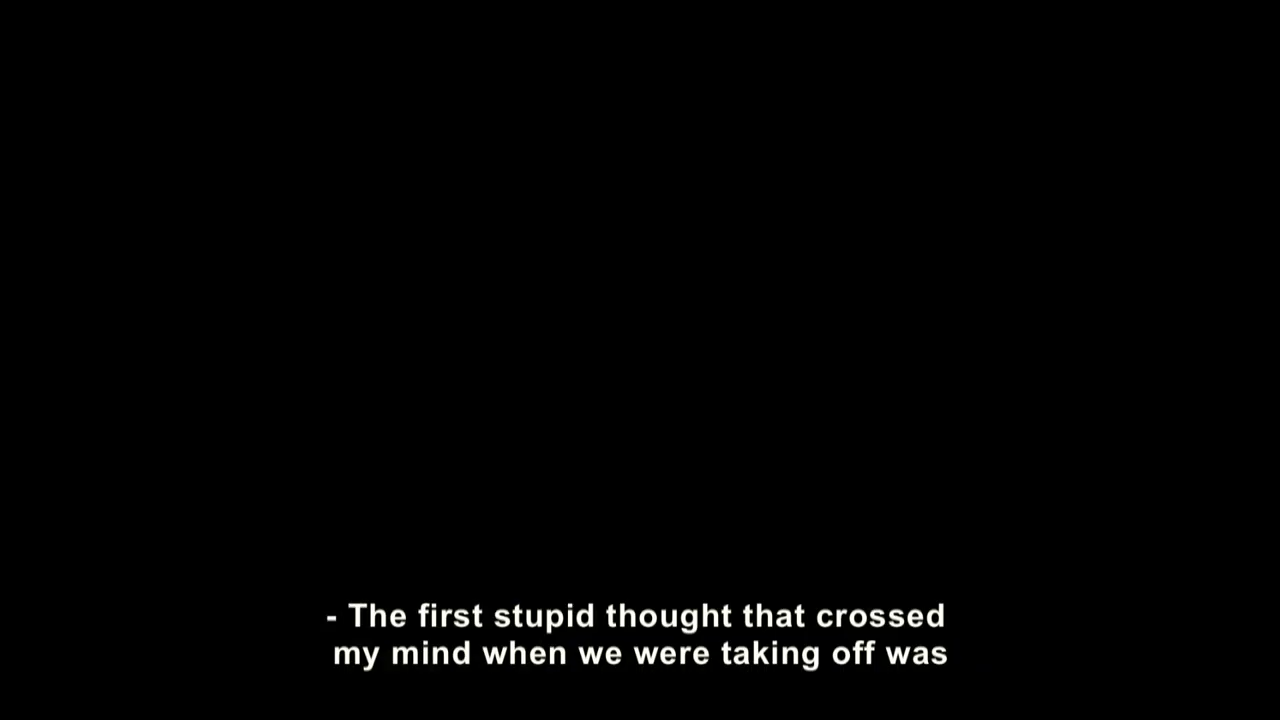 - The first stupid thought that crossed
my mind when we were taking off was